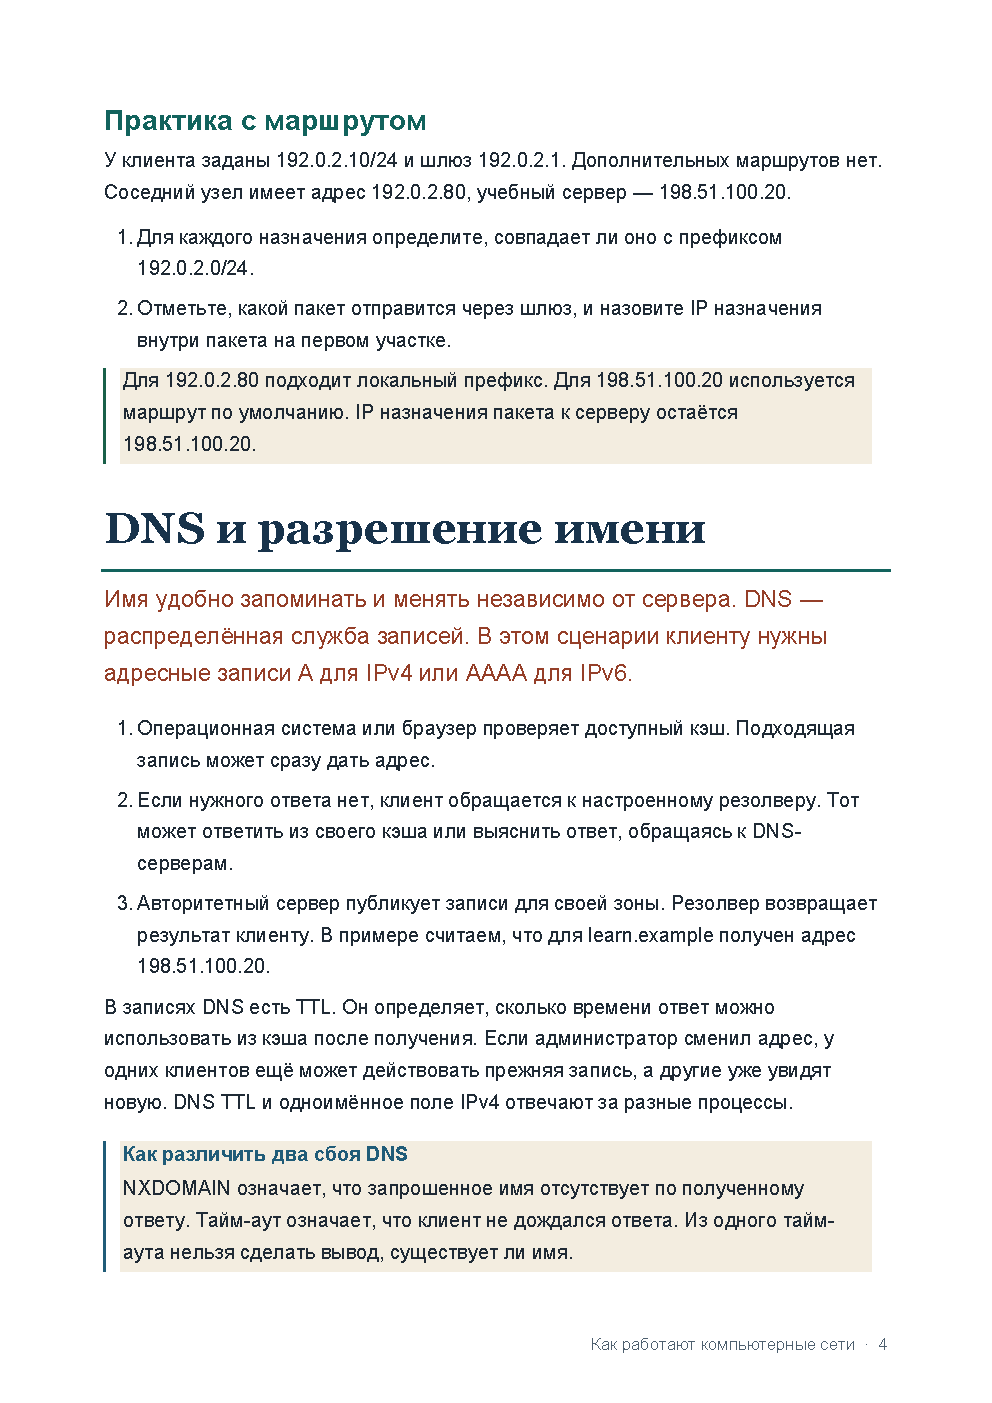 Практика с маршрутом
У клиента заданы 192.0.2.10/24 и шлюз 192.0.2.1. Дополнительных маршрутов нет.
Соседний узел имеет адрес 192.0.2.80, учебный сервер — 198.51.100.20.
1. Для каждого назначения определите, совпадает ли оно с префиксом
192.0.2.0/24.
2. Отметьте, какой пакет отправится через шлюз, и назовите IP назначения
внутри пакета на первом участке.
Для 192.0.2.80 подходит локальный префикс. Для 198.51.100.20 используется
маршрут по умолчанию. IP назначения пакета к серверу остаётся
198.51.100.20.
DNS и разрешение имени
Имя удобно запоминать и менять независимо от сервера. DNS —
распределённая служба записей. В этом сценарии клиенту нужны
адресные записи A для IPv4 или AAAA для IPv6.
1. Операционная система или браузер проверяет доступный кэш. Подходящая
запись может сразу дать адрес.
2. Если нужного ответа нет, клиент обращается к настроенному резолверу. Тот
может ответить из своего кэша или выяснить ответ, обращаясь к DNS-
серверам.
3. Авторитетный сервер публикует записи для своей зоны. Резолвер возвращает
результат клиенту. В примере считаем, что для learn.example получен адрес
198.51.100.20.
В записях DNS есть TTL. Он определяет, сколько времени ответ можно
использовать из кэша после получения. Если администратор сменил адрес, у
одних клиентов ещё может действовать прежняя запись, а другие уже увидят
новую. DNS TTL и одноимённое поле IPv4 отвечают за разные процессы.
Как различить два сбоя DNS
NXDOMAIN означает, что запрошенное имя отсутствует по полученному
ответу. Тайм-аут означает, что клиент не дождался ответа. Из одного тайм-
аута нельзя сделать вывод, существует ли имя.
Как работают компьютерные сети · 4